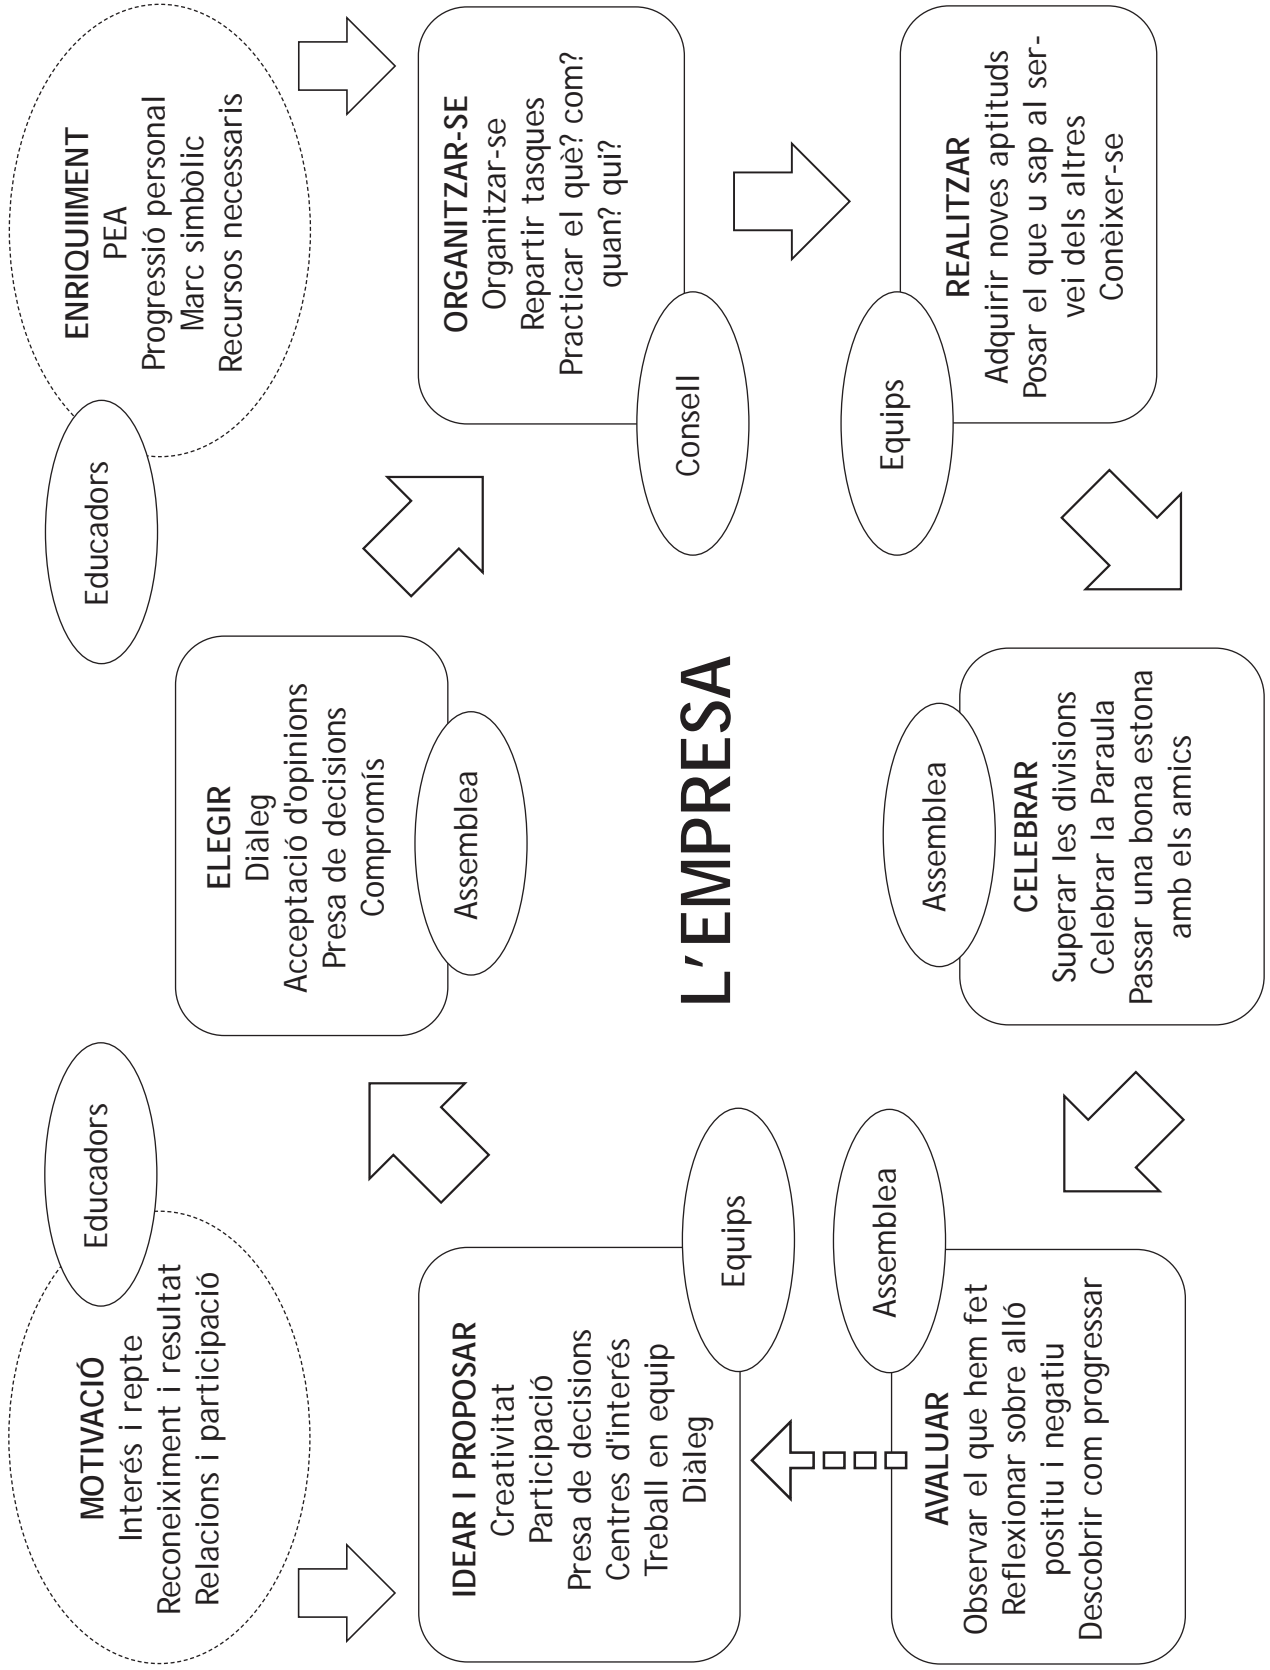 MOTIVACIÓ
Interés i repte
Reconeiximent i resultat
Relacions i participació
Educadors
IDEAR I PROPOSAR
Creativitat
Participació
Presa de decisions
Centres d'interés
Treball en equip
Diàleg
Equips
ELEGIR
Diàleg
Acceptació d'opinions
Presa de decisions
Compromís
Assemblea
ENRIQUIIMENT
PEA
Progressió personal
Marc simbòlic
Recursos necessaris
Educadors
ORGANITZAR-SE
Organitzar-se
Repartir tasques
Practicar el què? com?
quan? qui?
Consell
L'EMPRESA
Equips
REALITZAR
Adquirir noves aptituds
Posar el que u sap al ser-
vei dels altres
Conèixer-se
Assemblea
CELEBRAR
Superar les divisions
Celebrar la Paraula
Passar una bona estona
amb els amics
Assemblea
AVALUAR
Observar el que hem fet
Reflexionar sobre alló
positiu i negatiu
Descobrir com progressar